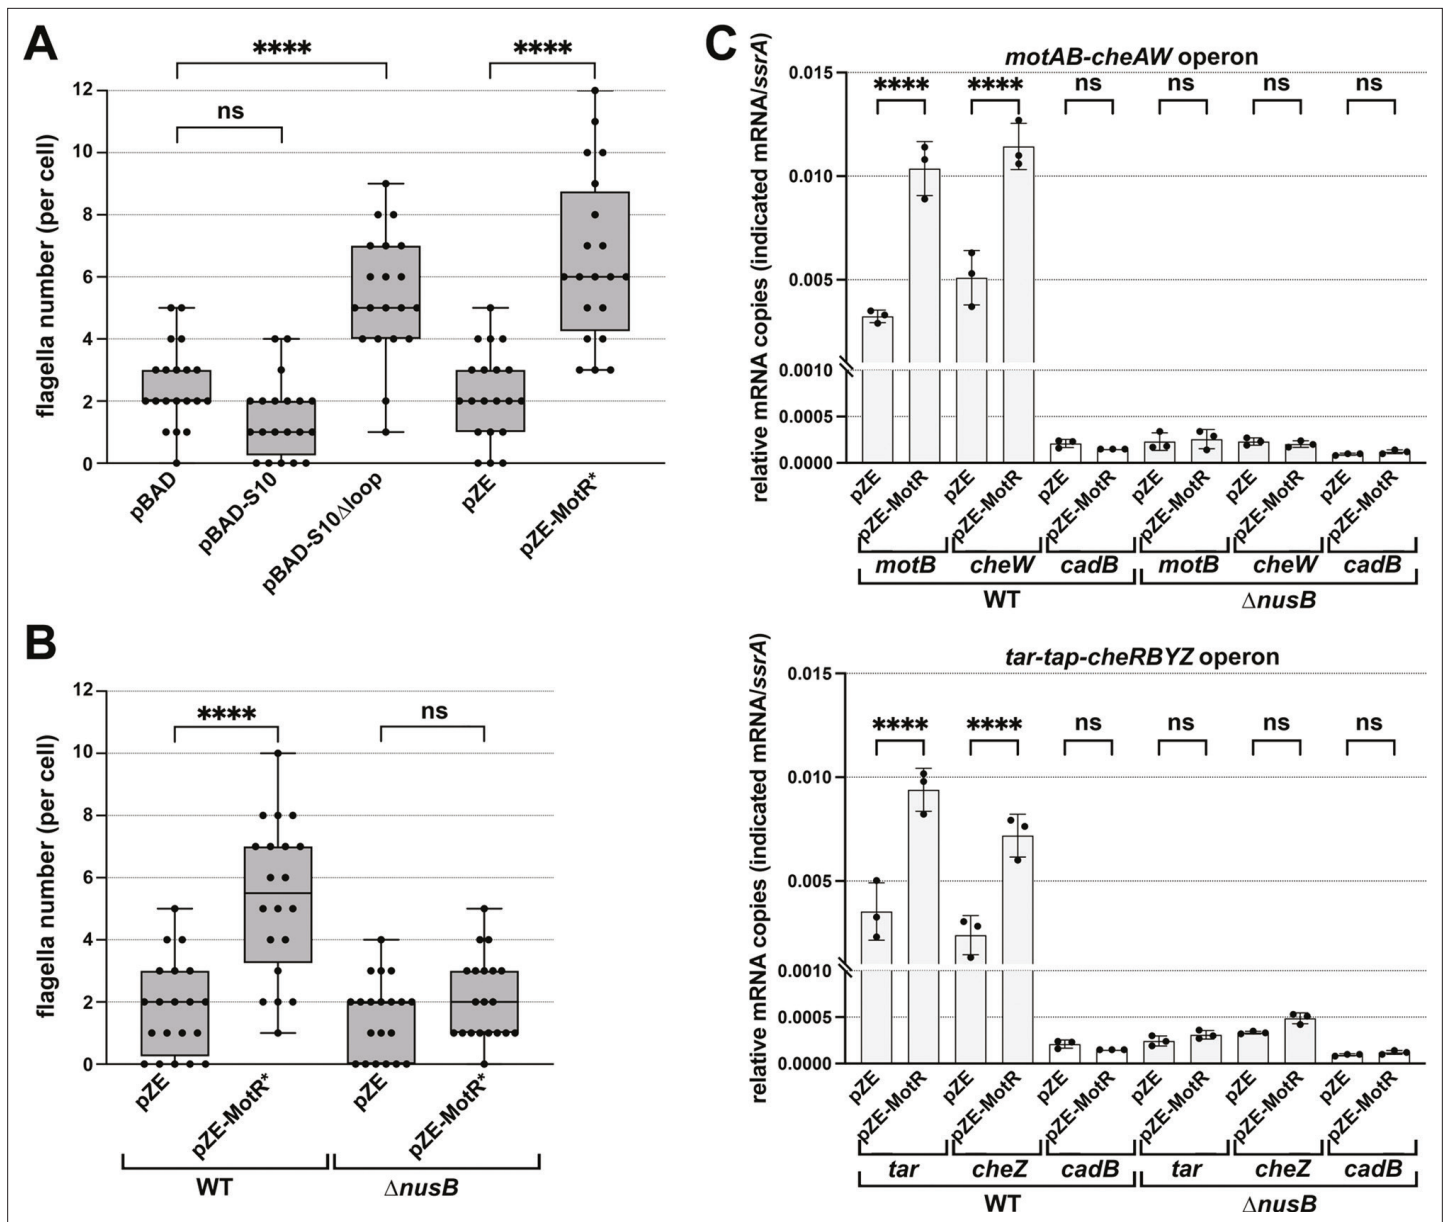 A
****
****
ns
flagella number (per cell)
12
10
8
6
4
2
0
pBAD
pBAD-S10
pBAD-S10Δloop
pZE
pZE-MotR*
B
****
ns
flagella number (per cell)
12
10
8
6
4
2
0
pZE
pZE-MotR*
pZE
pZE-MotR*
WT
ΔnusB
C
motAB-cheAW operon
**** **** ns ns ns ns
relative mRNA copies (indicated mRNA/ssrA)
0.015
0.010
0.005
0.0010
0.0005
0.0000
pZE pZE-MotR pZE pZE-MotR pZE pZE-MotR pZE pZE-MotR pZE pZE-MotR pZE pZE-MotR
motB cheW cadB motB cheW cadB
WT ΔnusB
tar-tap-cheRBYZ operon
**** **** ns ns ns ns
relative mRNA copies (indicated mRNA/ssrA)
0.015
0.010
0.005
0.0010
0.0005
0.0000
pZE pZE-MotR pZE pZE-MotR pZE pZE-MotR pZE pZE-MotR pZE pZE-MotR pZE pZE-MotR
tar cheZ cadB tar cheZ cadB
WT ΔnusB